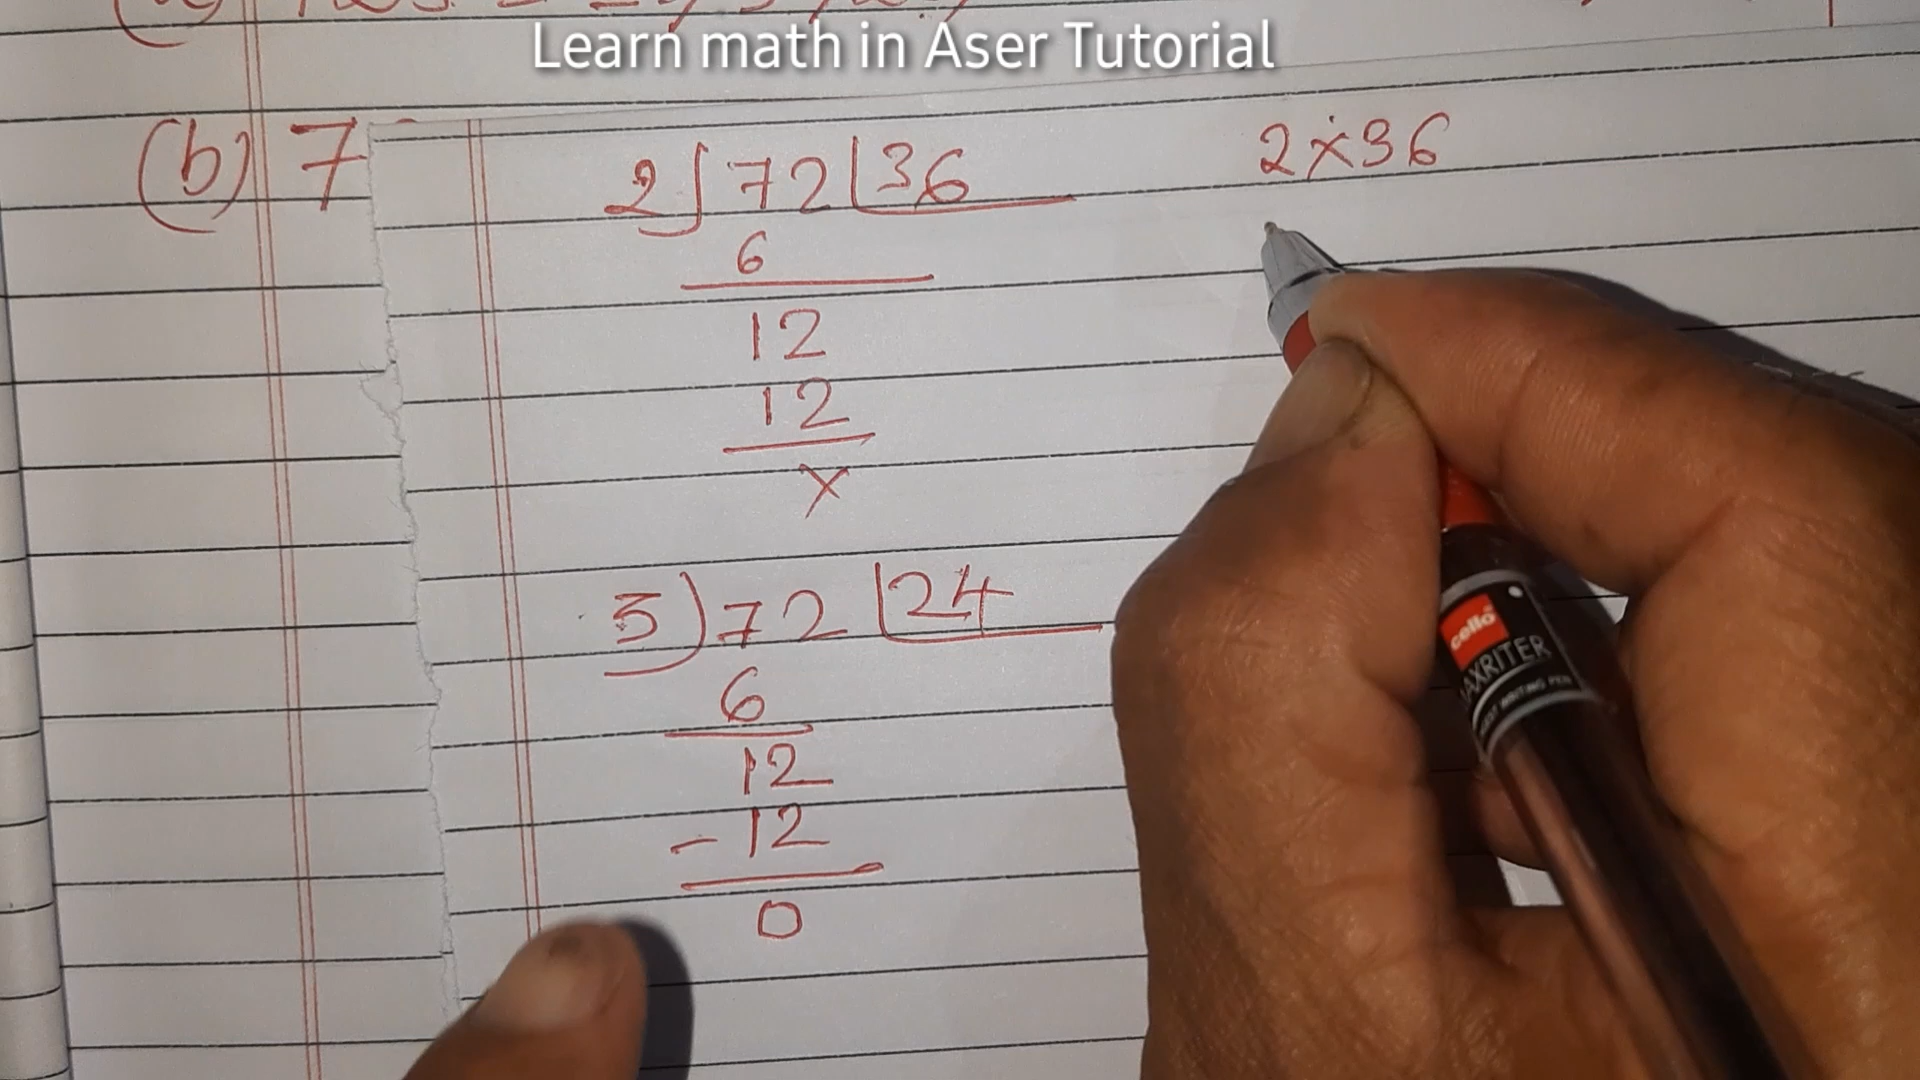 Learn math in Aser Tutorial
(b) 7
2 ) 72 ( 36
2 × 36
6
12
12
×
3 ) 72 ( 24
6
12
- 12
0
cello
MAXRITER